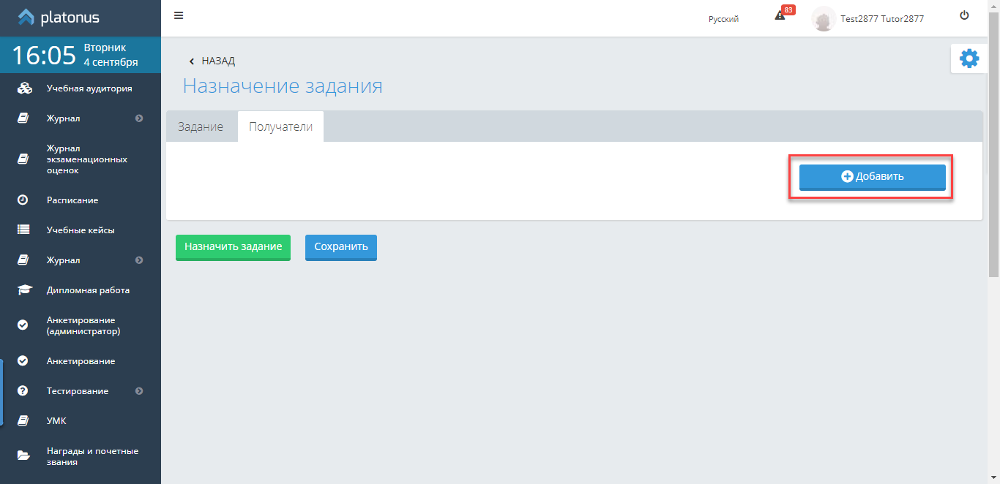 platonus
Русский
83
Test2877 Tutor2877
16:05
Вторник
4 сентября
Учебная аудитория
Журнал
Журнал
экзаменационных
оценок
Расписание
Учебные кейсы
Журнал
Дипломная работа
Анкетирование
(администратор)
Анкетирование
Тестирование
УМК
Награды и почетные
звания
НАЗАД
Назначение задания
Задание
Получатели
Добавить
Назначить задание
Сохранить